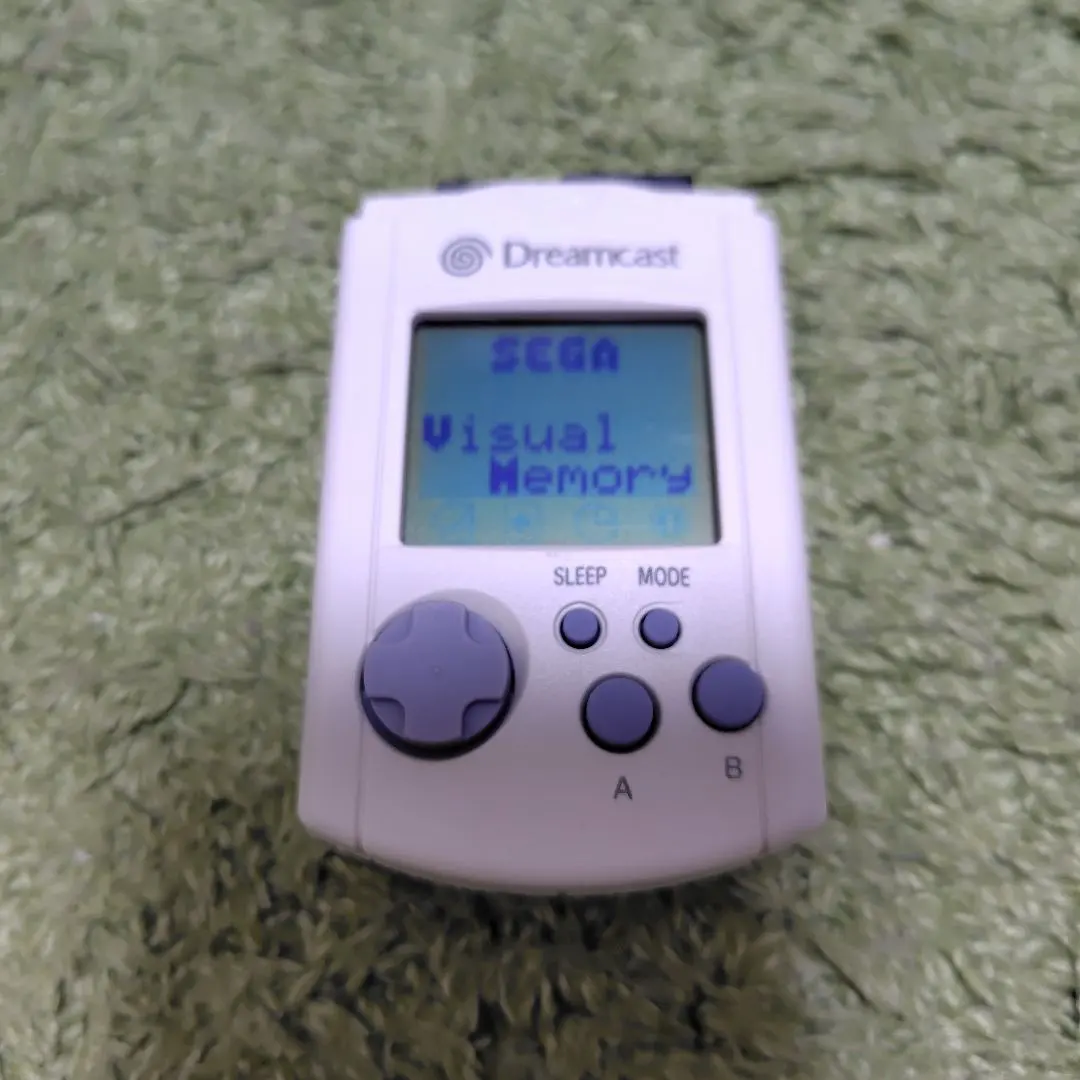 Dreamcast
SEGA
Visual
Memory
SLEEP MODE
A B